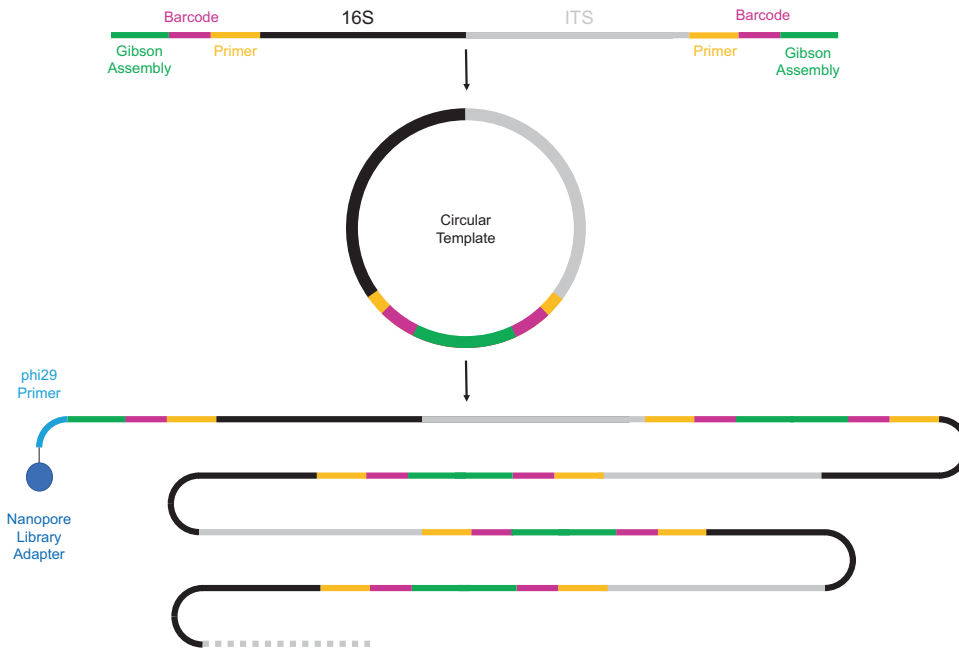 Barcode
16S
ITS
Barcode
Gibson
Assembly
Primer
Primer
Gibson
Assembly
Circular
Template
phi29
Primer
Nanopore
Library
Adapter